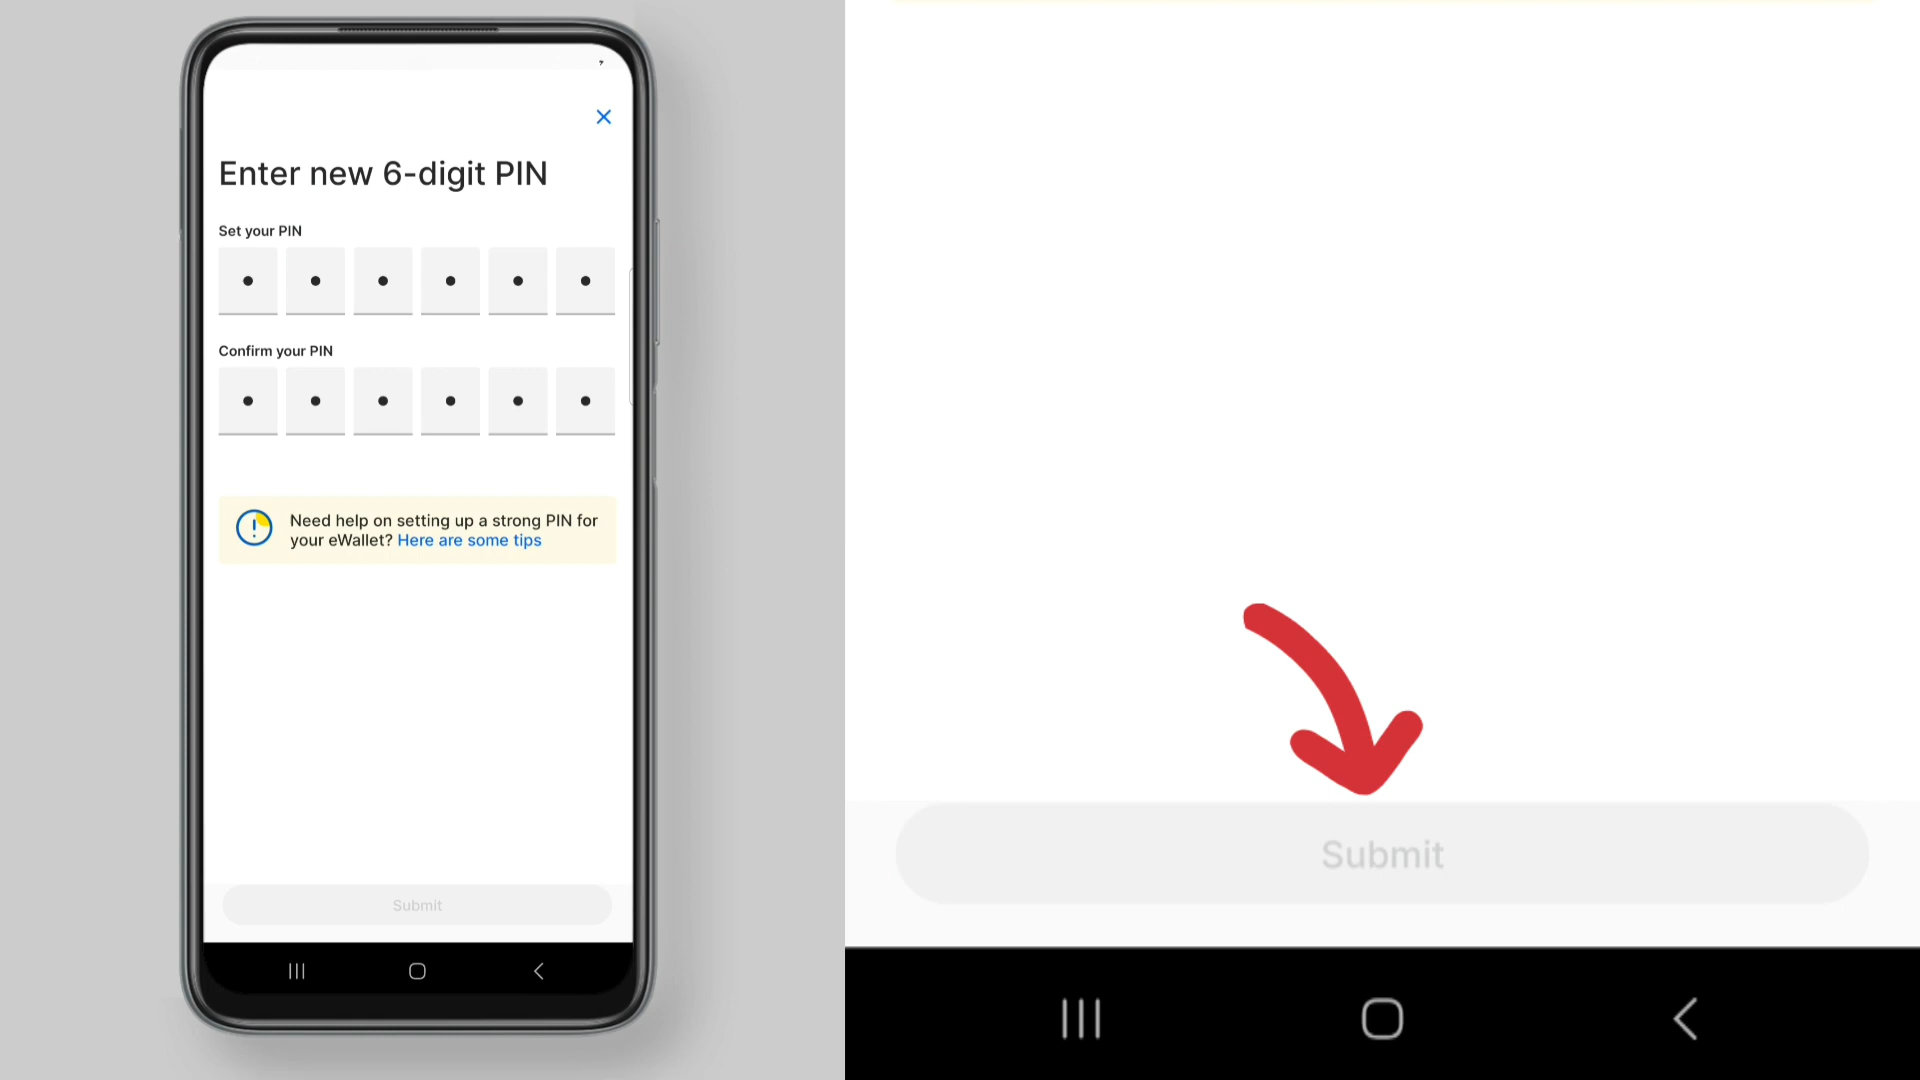 Enter new 6-digit PIN
Set your PIN
Confirm your PIN
Need help on setting up a strong PIN for
your eWallet? Here are some tips
Submit
Submit